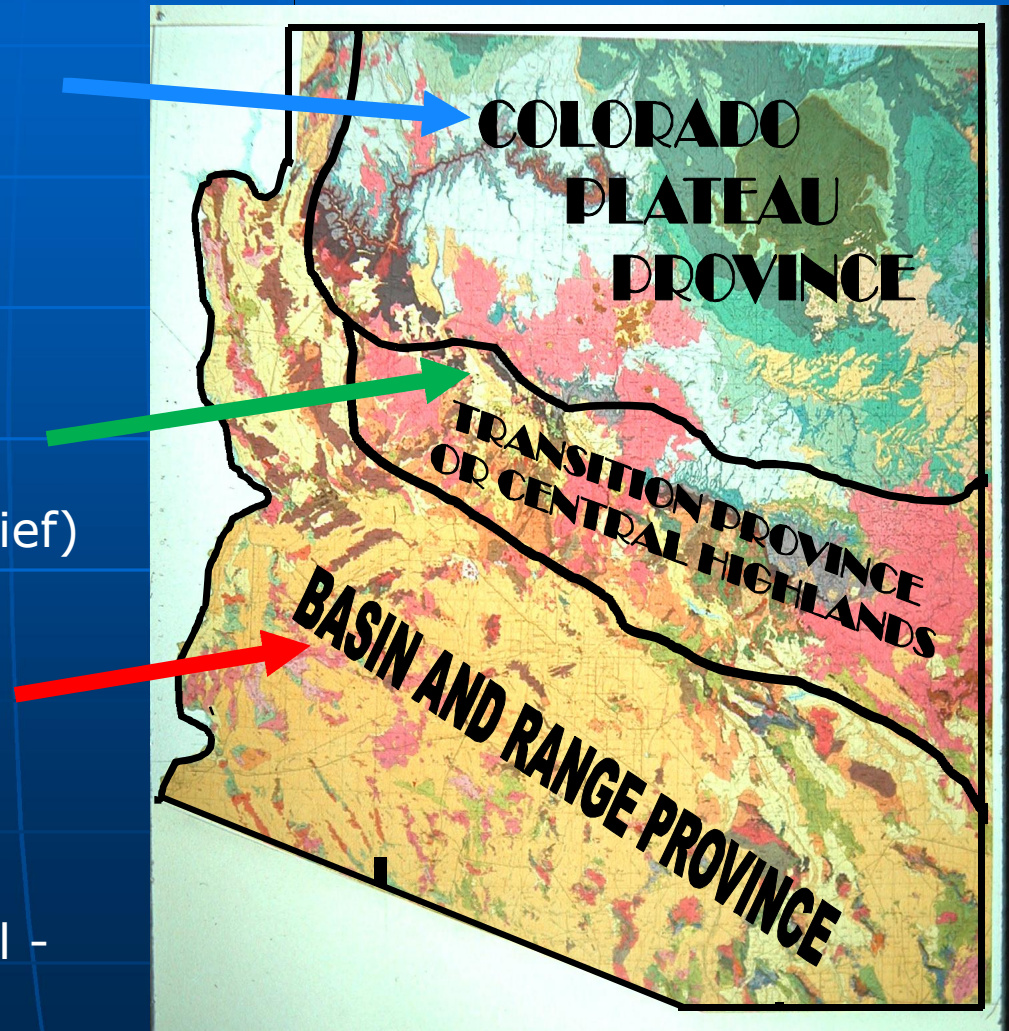 COLORADO
PLATEAU
PROVINCE
TRANSITION PROVINCE
OR CENTRAL HIGHLANDS
ief)
BASIN AND RANGE PROVINCE
l -